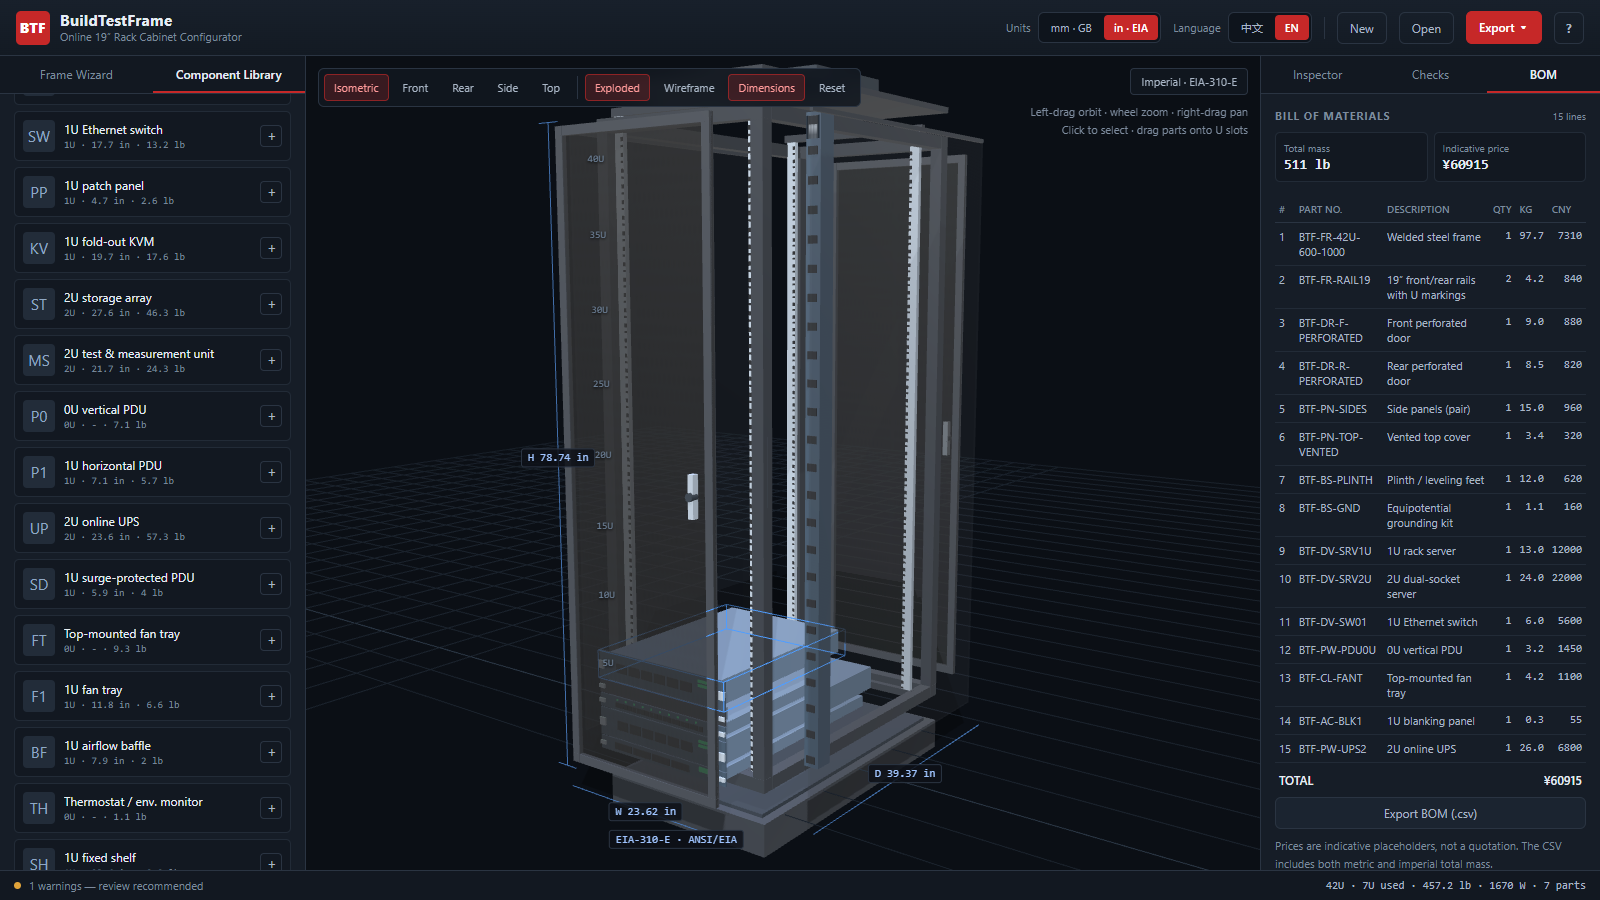 BTF
BuildTestFrame
Online 19″ Rack Cabinet Configurator
Units
mm · GB
in · EIA
Language
中文
EN
New
Open
Export ▾
?
Frame Wizard
Component Library
SW
1U Ethernet switch
1U · 17.7 in · 13.2 lb
+
PP
1U patch panel
1U · 4.7 in · 2.6 lb
+
KV
1U fold-out KVM
1U · 19.7 in · 17.6 lb
+
ST
2U storage array
2U · 27.6 in · 46.3 lb
+
MS
2U test & measurement unit
2U · 21.7 in · 24.3 lb
+
P0
0U vertical PDU
0U · - · 7.1 lb
+
P1
1U horizontal PDU
1U · 7.1 in · 5.7 lb
+
UP
2U online UPS
2U · 23.6 in · 57.3 lb
+
SD
1U surge-protected PDU
1U · 5.9 in · 4 lb
+
FT
Top-mounted fan tray
0U · - · 9.3 lb
+
F1
1U fan tray
1U · 11.8 in · 6.6 lb
+
BF
1U airflow baffle
1U · 7.9 in · 2 lb
+
TH
Thermostat / env. monitor
0U · - · 1.1 lb
+
SH
1U fixed shelf
+
Isometric
Front
Rear
Side
Top
Exploded
Wireframe
Dimensions
Reset
Imperial · EIA-310-E
Left-drag orbit · wheel zoom · right-drag pan
Click to select · drag parts onto U slots
40U
35U
30U
25U
20U
15U
10U
5U
H 78.74 in
W 23.62 in
D 39.37 in
EIA-310-E · ANSI/EIA
Inspector
Checks
BOM
BILL OF MATERIALS
15 lines
Total mass
511 lb
Indicative price
¥60915
# PART NO. DESCRIPTION QTY KG CNY
1 BTF-FR-42U- Welded steel frame 1 97.7 7310
600-1000
2 BTF-FR-RAIL19 19″ front/rear rails 2 4.2 840
with U markings
3 BTF-DR-F- Front perforated 1 9.0 880
PERFORATED door
4 BTF-DR-R- Rear perforated 1 8.5 820
PERFORATED door
5 BTF-PN-SIDES Side panels (pair) 1 15.0 960
6 BTF-PN-TOP- Vented top cover 1 3.4 320
VENTED
7 BTF-BS-PLINTH Plinth / leveling feet 1 12.0 620
8 BTF-BS-GND Equipotential 1 1.1 160
grounding kit
9 BTF-DV-SRV1U 1U rack server 1 13.0 12000
10 BTF-DV-SRV2U 2U dual-socket 1 24.0 22000
server
11 BTF-DV-SW01 1U Ethernet switch 1 6.0 5600
12 BTF-PW-PDU0U 0U vertical PDU 1 3.2 1450
13 BTF-CL-FANT Top-mounted fan 1 4.2 1100
tray
14 BTF-AC-BLK1 1U blanking panel 1 0.3 55
15 BTF-PW-UPS2 2U online UPS 1 26.0 6800
TOTAL ¥60915
Export BOM (.csv)
Prices are indicative placeholders, not a quotation. The CSV
includes both metric and imperial total mass.
1 warnings — review recommended
42U · 7U used · 457.2 lb · 1670 W · 7 parts